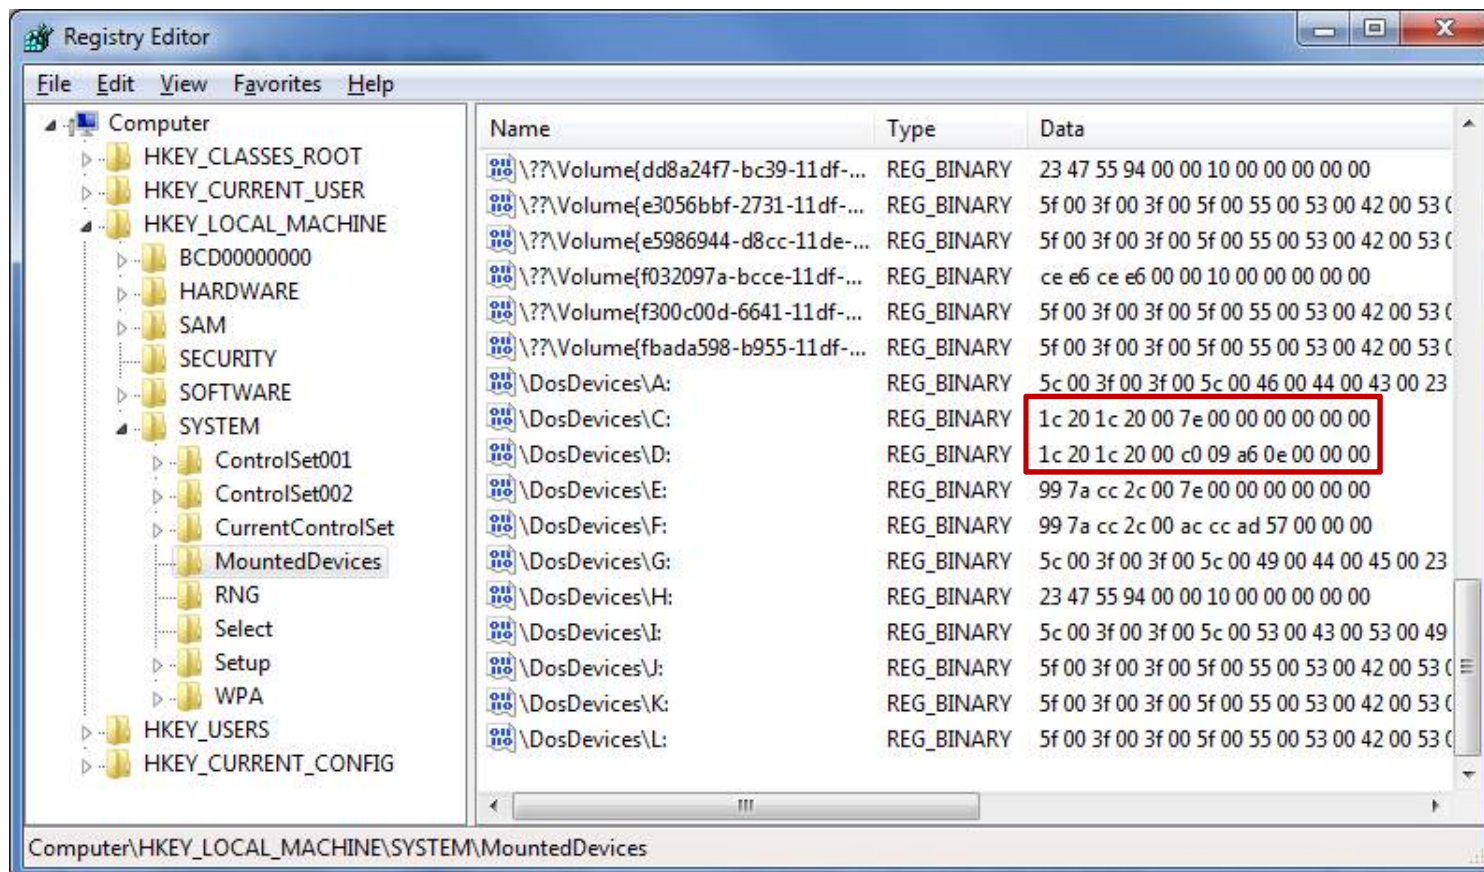 Registry Editor
File Edit View Favorites Help
Computer
HKEY_CLASSES_ROOT
HKEY_CURRENT_USER
HKEY_LOCAL_MACHINE
BCD00000000
HARDWARE
SAM
SECURITY
SOFTWARE
SYSTEM
ControlSet001
ControlSet002
CurrentControlSet
MountedDevices
RNG
Select
Setup
WPA
HKEY_USERS
HKEY_CURRENT_CONFIG
Name Type Data
\??\Volume{dd8a24f7-bc39-11df-... REG_BINARY 23 47 55 94 00 00 10 00 00 00 00 00
\??\Volume{e3056bbf-2731-11df-... REG_BINARY 5f 00 3f 00 3f 00 5f 00 55 00 53 00 42 00 53
\??\Volume{e5986944-d8cc-11de-... REG_BINARY 5f 00 3f 00 3f 00 5f 00 55 00 53 00 42 00 53
\??\Volume{f032097a-bcce-11df-... REG_BINARY ce e6 ce e6 00 00 10 00 00 00 00 00
\??\Volume{f300c00d-6641-11df-... REG_BINARY 5f 00 3f 00 3f 00 5f 00 55 00 53 00 42 00 53
\??\Volume{fbada598-b955-11df-... REG_BINARY 5f 00 3f 00 3f 00 5f 00 55 00 53 00 42 00 53
\DosDevices\A: REG_BINARY 5c 00 3f 00 3f 00 5c 00 46 00 44 00 43 00 23
\DosDevices\C: REG_BINARY 1c 20 1c 20 00 7e 00 00 00 00 00 00
\DosDevices\D: REG_BINARY 1c 20 1c 20 00 c0 09 a6 0e 00 00 00
\DosDevices\E: REG_BINARY 99 7a cc 2c 00 7e 00 00 00 00 00 00
\DosDevices\F: REG_BINARY 99 7a cc 2c 00 ac cc ad 57 00 00 00
\DosDevices\G: REG_BINARY 5c 00 3f 00 3f 00 5c 00 49 00 44 00 45 00 23
\DosDevices\H: REG_BINARY 23 47 55 94 00 00 10 00 00 00 00 00
\DosDevices\I: REG_BINARY 5c 00 3f 00 3f 00 5c 00 53 00 43 00 53 00 49
\DosDevices\J: REG_BINARY 5f 00 3f 00 3f 00 5f 00 55 00 53 00 42 00 53
\DosDevices\K: REG_BINARY 5f 00 3f 00 3f 00 5f 00 55 00 53 00 42 00 53
\DosDevices\L: REG_BINARY 5f 00 3f 00 3f 00 5f 00 55 00 53 00 42 00 53
Computer\HKEY_LOCAL_MACHINE\SYSTEM\MountedDevices